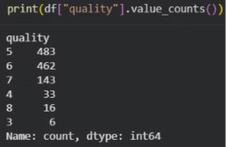 print(df["quality"].value_counts())
quality
5    483
6    462
7    143
4    33
8    16
3    6
Name: count, dtype: int64